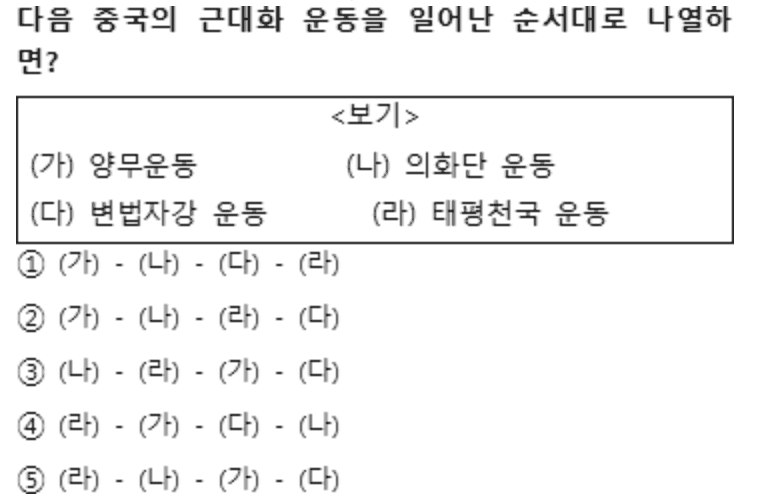 다음 중국의 근대화 운동을 일어난 순서대로 나열하
면?
<보기>
(가) 양무운동 (나) 의화단 운동
(다) 변법자강 운동 (라) 태평천국 운동
① (가) - (나) - (다) - (라)
② (가) - (나) - (라) - (다)
③ (나) - (라) - (가) - (다)
④ (라) - (가) - (다) - (나)
⑤ (라) - (나) - (가) - (다)